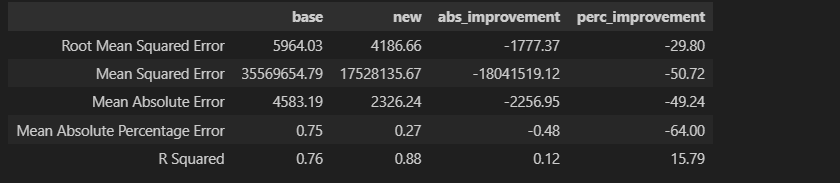 base new abs_improvement perc_improvement
Root Mean Squared Error 5964.03 4186.66 -1777.37 -29.80
Mean Squared Error 35569654.79 17528135.67 -18041519.12 -50.72
Mean Absolute Error 4583.19 2326.24 -2256.95 -49.24
Mean Absolute Percentage Error 0.75 0.27 -0.48 -64.00
R Squared 0.76 0.88 0.12 15.79